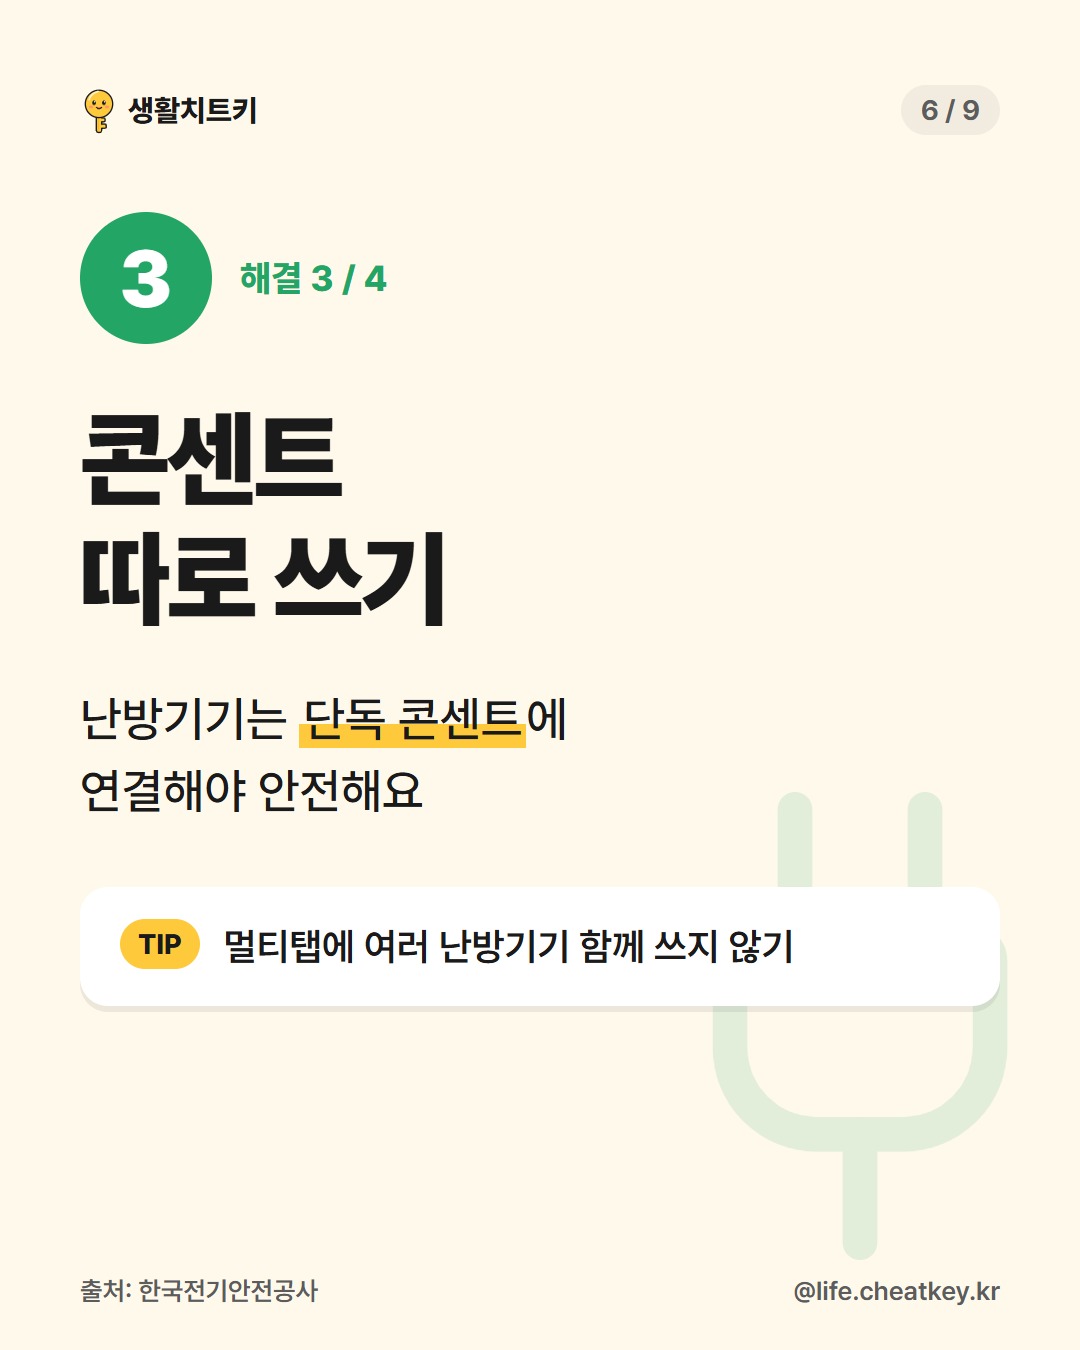 생활치트키
6 / 9
3
해결 3 / 4
콘센트
따로 쓰기
난방기기는 단독 콘센트에
연결해야 안전해요
TIP 멀티탭에 여러 난방기기 함께 쓰지 않기
출처: 한국전기안전공사
@life.cheatkey.kr